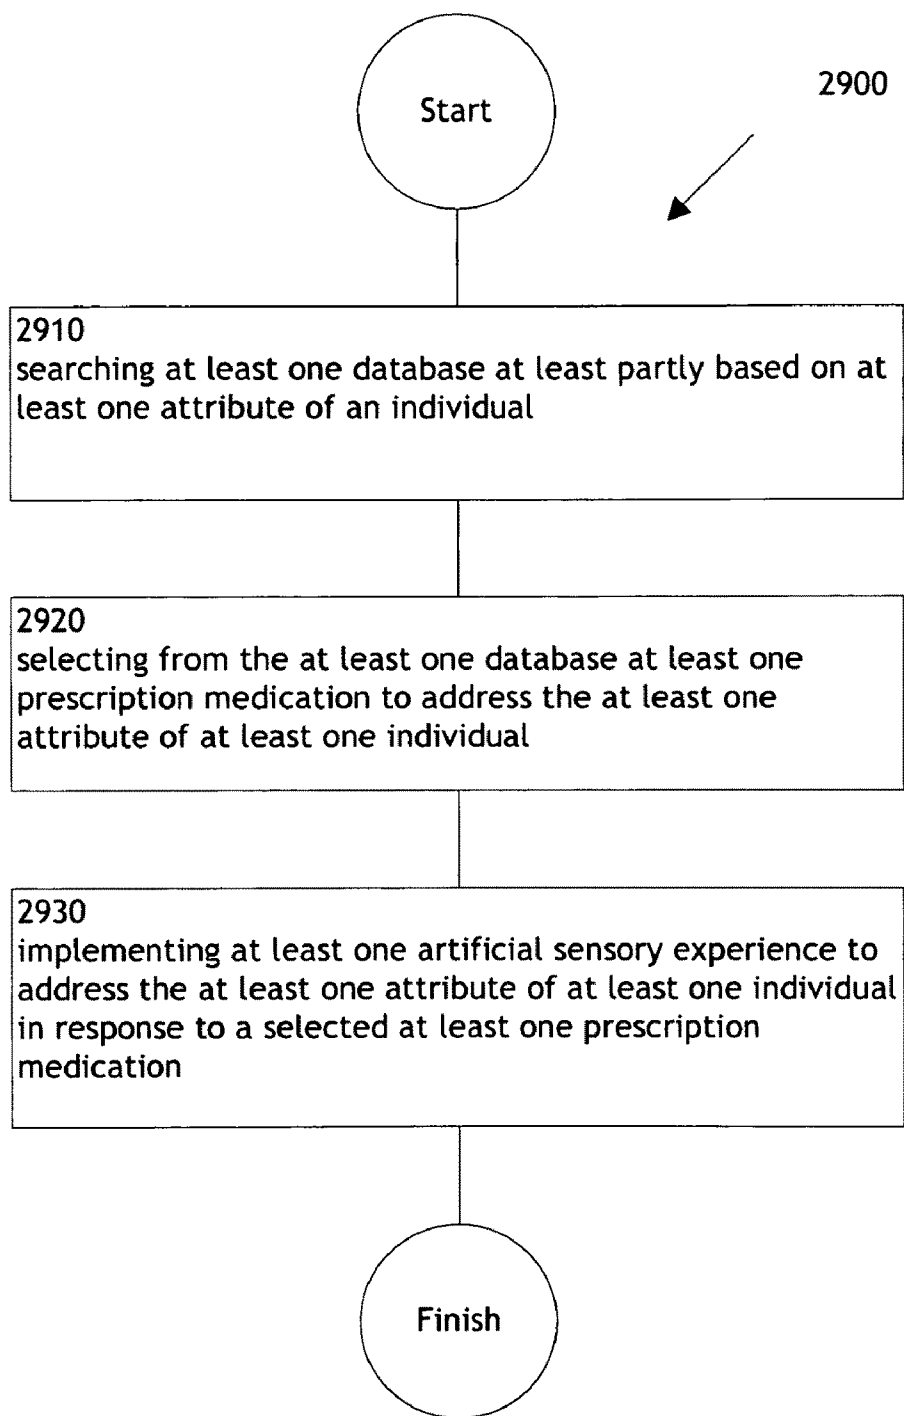 Start
2900
2910
searching at least one database at least partly based on at
least one attribute of an individual
2920
selecting from the at least one database at least one
prescription medication to address the at least one
attribute of at least one individual
2930
implementing at least one artificial sensory experience to
address the at least one attribute of at least one individual
in response to a selected at least one prescription
medication
Finish